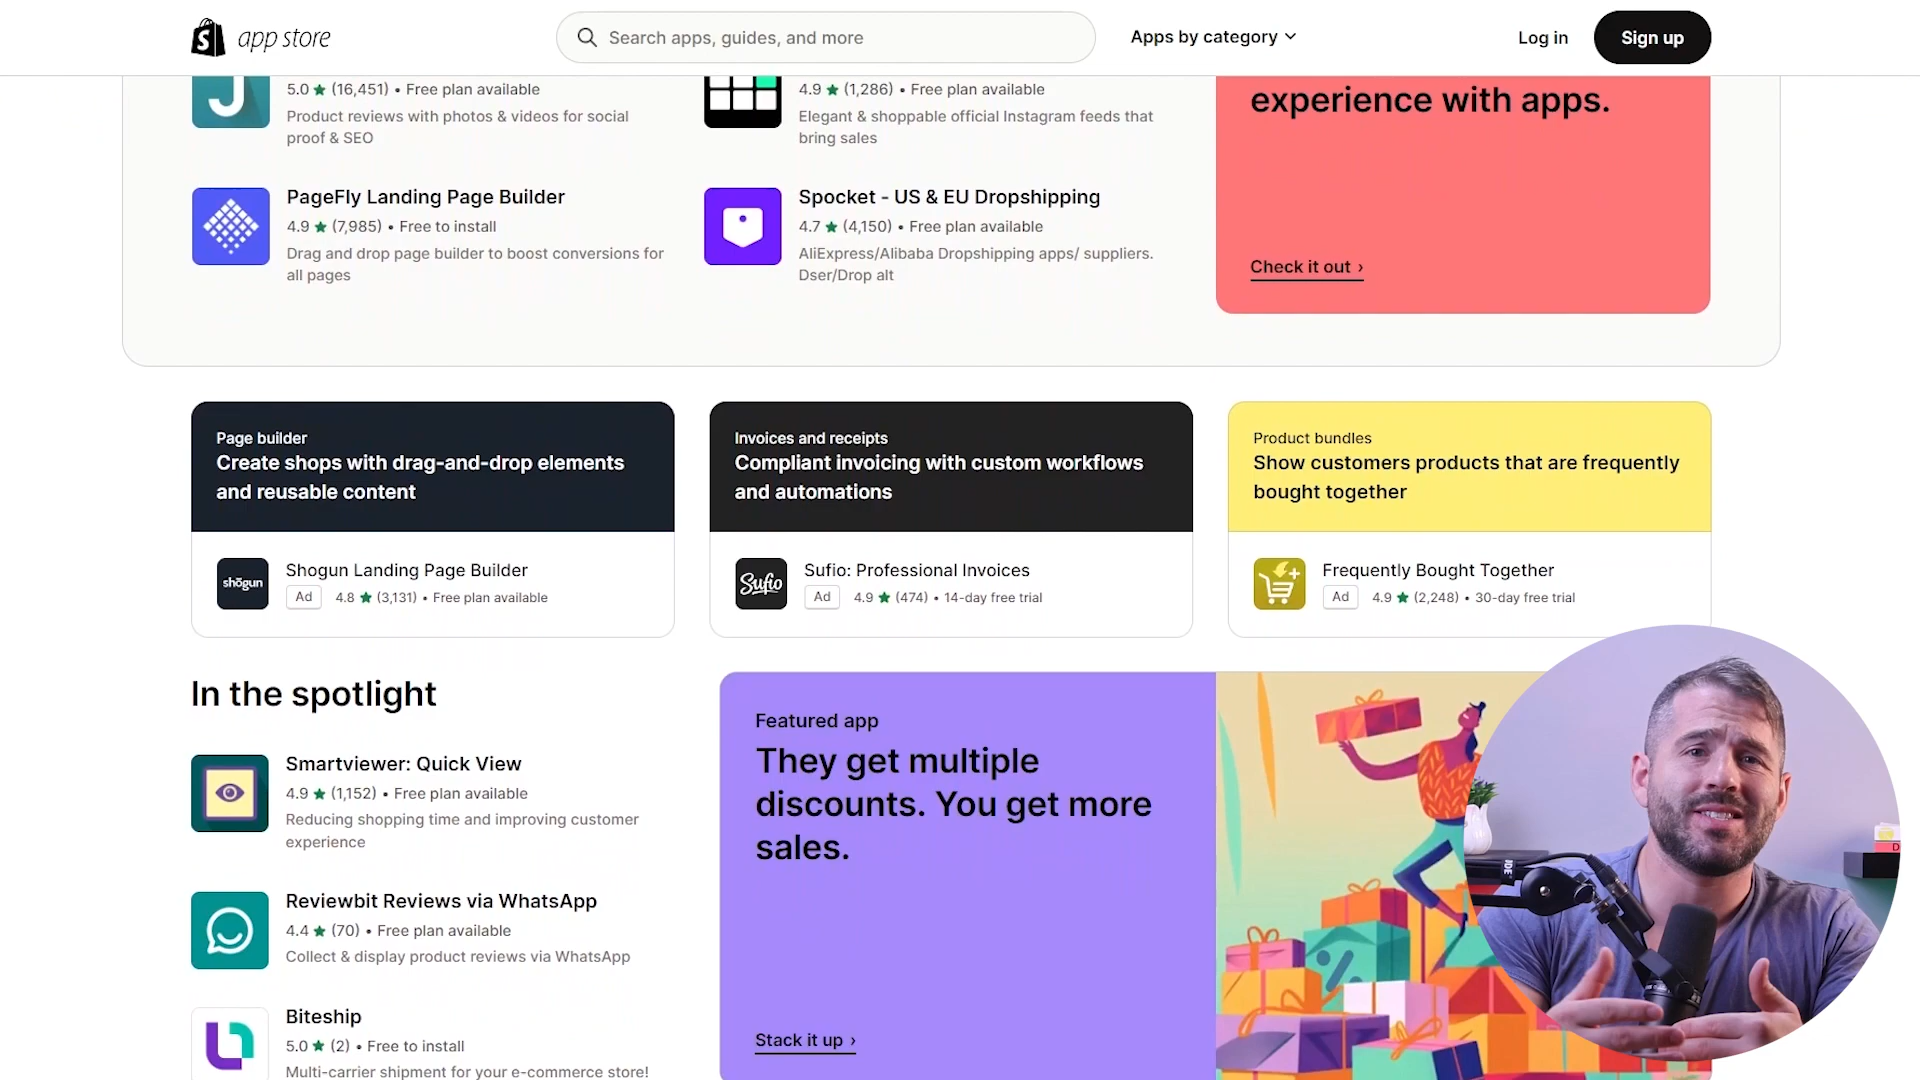 app store
Search apps, guides, and more
Apps by category
Log in
Sign up
5.0 ★ (16,451) • Free plan available
Product reviews with photos & videos for social
proof & SEO
4.9 ★ (1,286) • Free plan available
Elegant & shoppable official Instagram feeds that
bring sales
experience with apps.
Check it out ›
PageFly Landing Page Builder
4.9 ★ (7,985) • Free to install
Drag and drop page builder to boost conversions for
all pages
Spocket - US & EU Dropshipping
4.7 ★ (4,150) • Free plan available
AliExpress/Alibaba Dropshipping apps/ suppliers.
Dser/Drop alt
Page builder
Create shops with drag-and-drop elements
and reusable content
shōgun
Shogun Landing Page Builder
Ad 4.8 ★ (3,131) • Free plan available
Invoices and receipts
Compliant invoicing with custom workflows
and automations
Sufio
Sufio: Professional Invoices
Ad 4.9 ★ (474) • 14-day free trial
Product bundles
Show customers products that are frequently
bought together
Frequently Bought Together
Ad 4.9 ★ (2,248) • 30-day free trial
In the spotlight
Smartviewer: Quick View
4.9 ★ (1,152) • Free plan available
Reducing shopping time and improving customer
experience
Reviewbit Reviews via WhatsApp
4.4 ★ (70) • Free plan available
Collect & display product reviews via WhatsApp
Biteship
5.0 ★ (2) • Free to install
Multi-carrier shipment for your e-commerce store!
Featured app
They get multiple
discounts. You get more
sales.
Stack it up ›